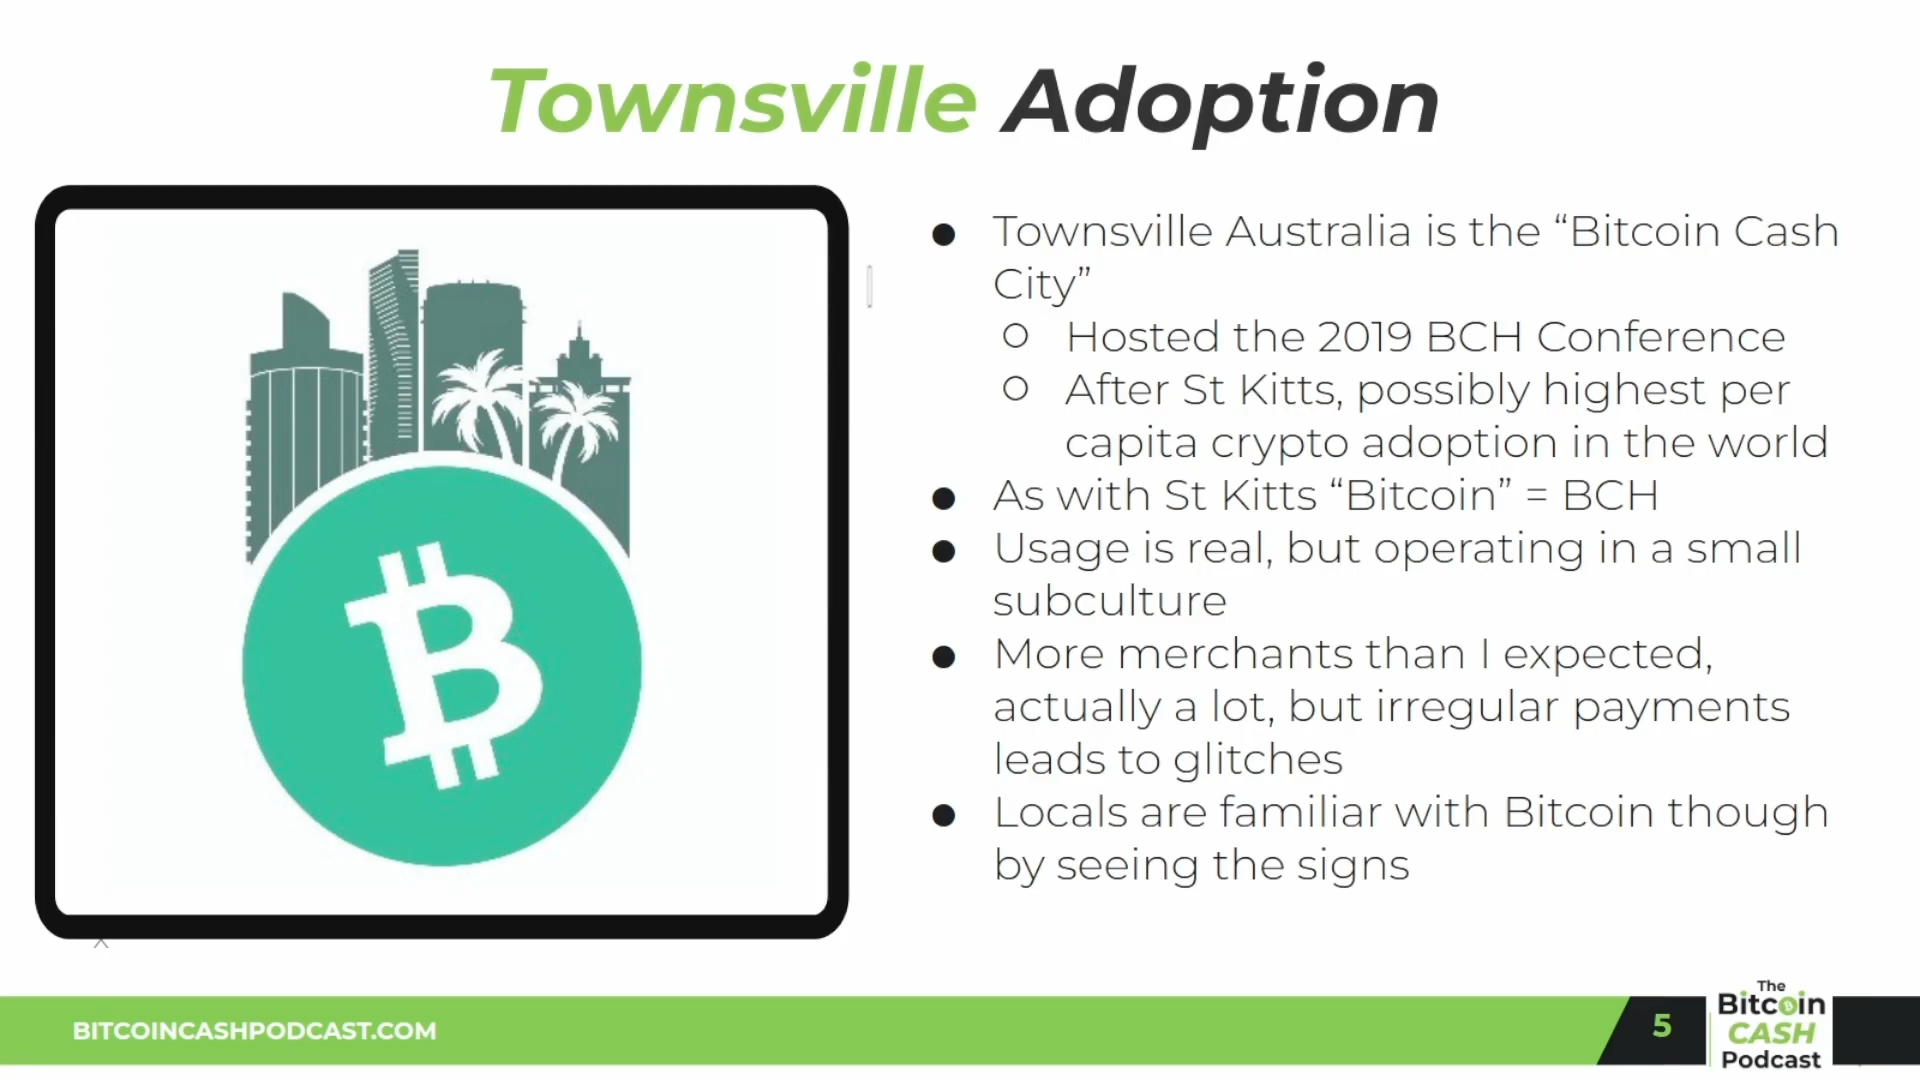 Townsville Adoption
● Townsville Australia is the “Bitcoin Cash
City”
○ Hosted the 2019 BCH Conference
○ After St Kitts, possibly highest per
capita crypto adoption in the world
● As with St Kitts “Bitcoin” = BCH
● Usage is real, but operating in a small
subculture
● More merchants than I expected,
actually a lot, but irregular payments
leads to glitches
● Locals are familiar with Bitcoin though
by seeing the signs
BITCOINCASHPODCAST.COM
5
The
Bitcoin
CASH
Podcast